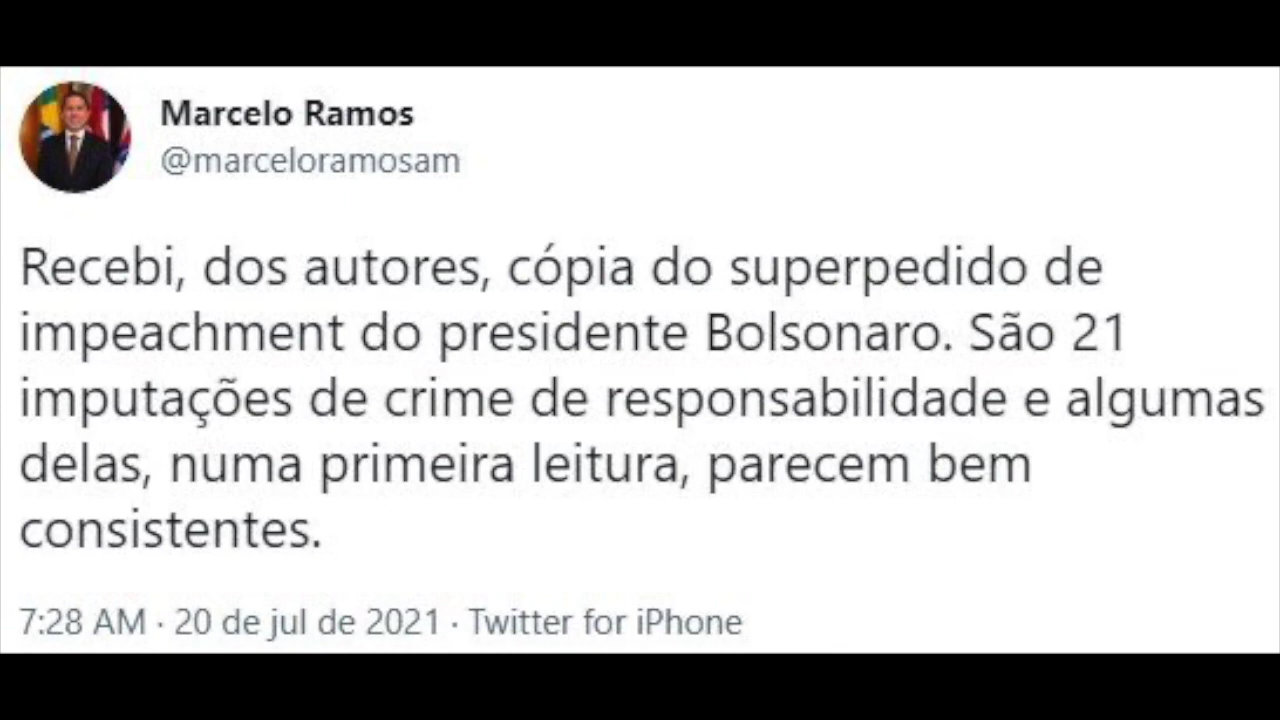 Marcelo Ramos
@marceloramosam
Recebi, dos autores, cópia do superpedido de
impeachment do presidente Bolsonaro. São 21
imputações de crime de responsabilidade e algumas
delas, numa primeira leitura, parecem bem
consistentes.
7:28 AM · 20 de jul de 2021 · Twitter for iPhone